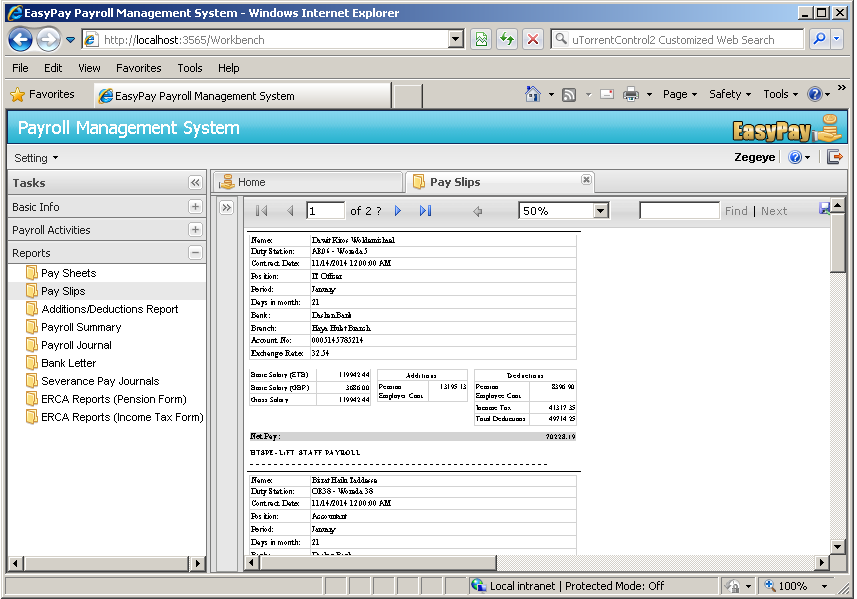 EasyPay Payroll Management System - Windows Internet Explorer
http://localhost:3565/Workbench
uTorrentControl2 Customized Web Search
File Edit View Favorites Tools Help
Favorites
EasyPay Payroll Management System
Page Safety Tools
Payroll Management System
EasyPay
Setting
Zegeye
Tasks
Home
Pay Slips
Basic Info
1 of 2 ? 50% Find | Next
Payroll Activities
Reports
Pay Sheets
Pay Slips
Additions/Deductions Report
Payroll Summary
Payroll Journal
Bank Letter
Severance Pay Journals
ERCA Reports (Pension Form)
ERCA Reports (Income Tax Form)
Name: Dawit Kiros Woldemichael
Duty Station: AR06 - Woreda 5
Contract Date: 11/14/2014 12:00:00 AM
Position: IT Officer
Period: January
Days in month: 21
Bank: Dashen Bank
Branch: Haya Hulet Branch
Account No: 0005145785214
Exchange Rate: 32.54
Basic Salary (ETB) 119942.44
Basic Salary (GBP) 3686.00
Gross Salary 119942.44
Additions
Pension Employer Cont. 13193.13
Deductions
Pension Employee Cont. 8396.90
Income Tax 41317.35
Total Deductions 49714.25
Net Pay: 70228.19
HTSPE - LIFT STAFF PAYROLL
Name: Bizrat Hailu Taddesse
Duty Station: OR38 - Woreda 38
Contract Date: 11/14/2014 12:00:00 AM
Position: Accountant
Period: January
Days in month: 21
Bank: Dashen Bank
Local intranet | Protected Mode: Off
100%